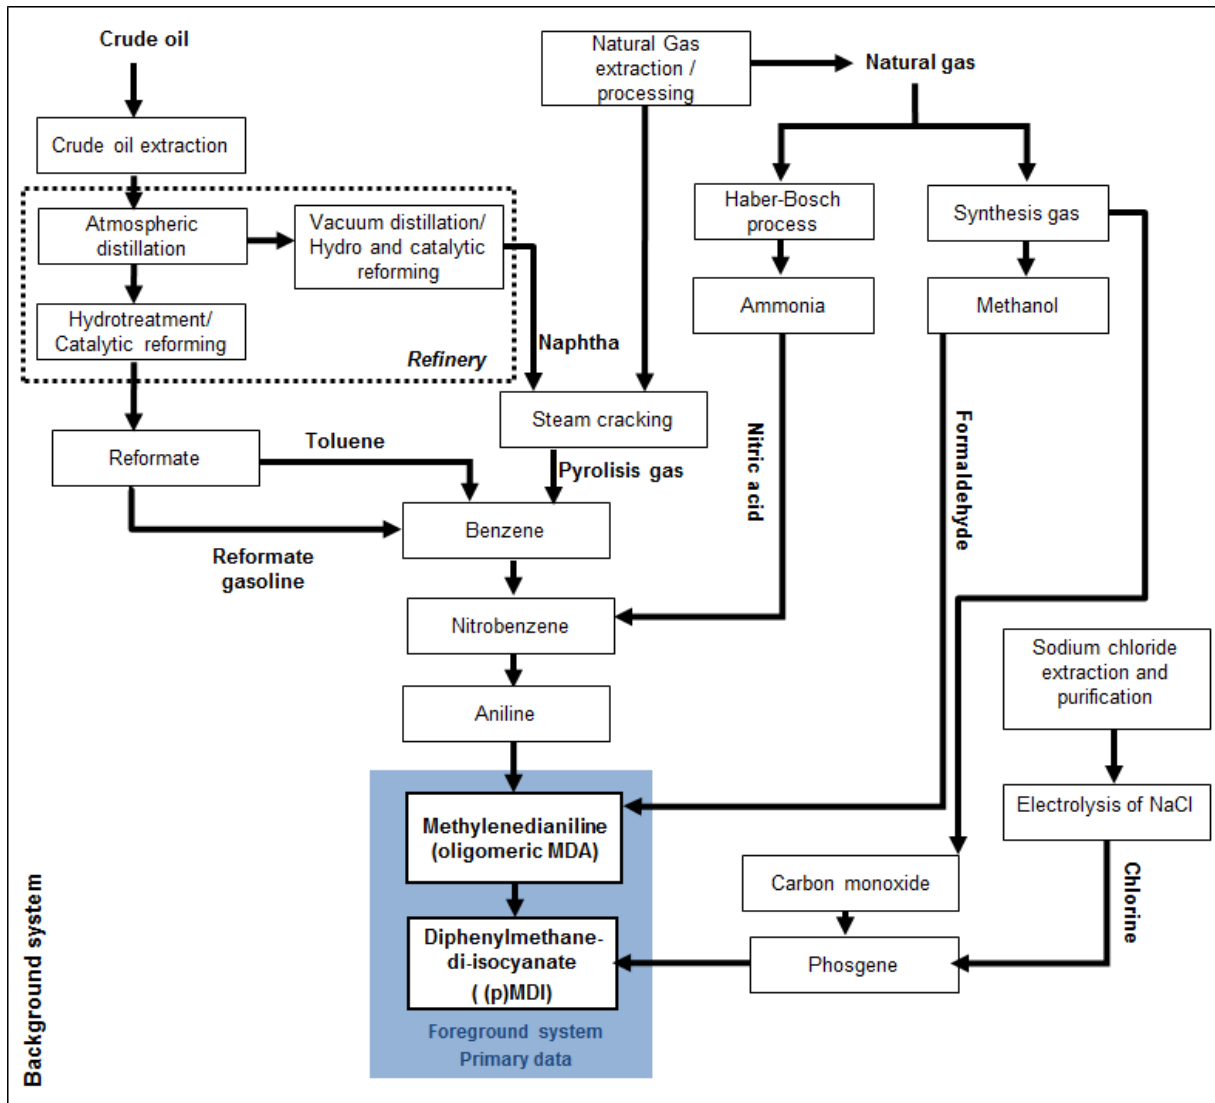 Crude oil
Natural Gas
extraction /
processing
Natural gas
Crude oil extraction
Atmospheric
distillation
Vacuum distillation/
Hydro and catalytic
reforming
Haber-Bosch
process
Synthesis gas
Hydrotreatment/
Catalytic reforming
Refinery
Naphtha
Ammonia
Methanol
Steam cracking
Reformate
Toluene
Pyrolisis gas
Nitric acid
Formaldehyde
Benzene
Reformate
gasoline
Nitrobenzene
Sodium chloride
extraction and
purification
Aniline
Electrolysis of NaCl
Methylenedianiline
(oligomeric MDA)
Carbon monoxide
Chlorine
Diphenylmethane-
di-isocyanate
( (p)MDI)
Phosgene
Foreground system
Primary data
Background system